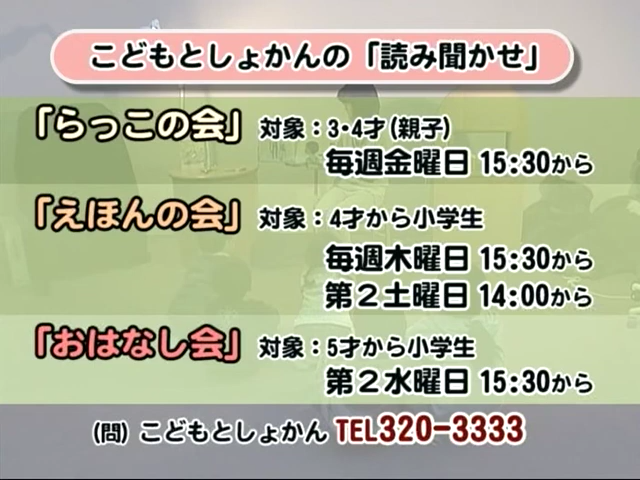 こどもとしょかんの「読み聞かせ」
「らっこの会」 対象：3・4才(親子)
毎週金曜日 15:30から
「えほんの会」 対象：4才から小学生
毎週木曜日 15:30から
第２土曜日 14:00から
「おはなし会」 対象：5才から小学生
第２水曜日 15:30から
(問) こどもとしょかん TEL320-3333